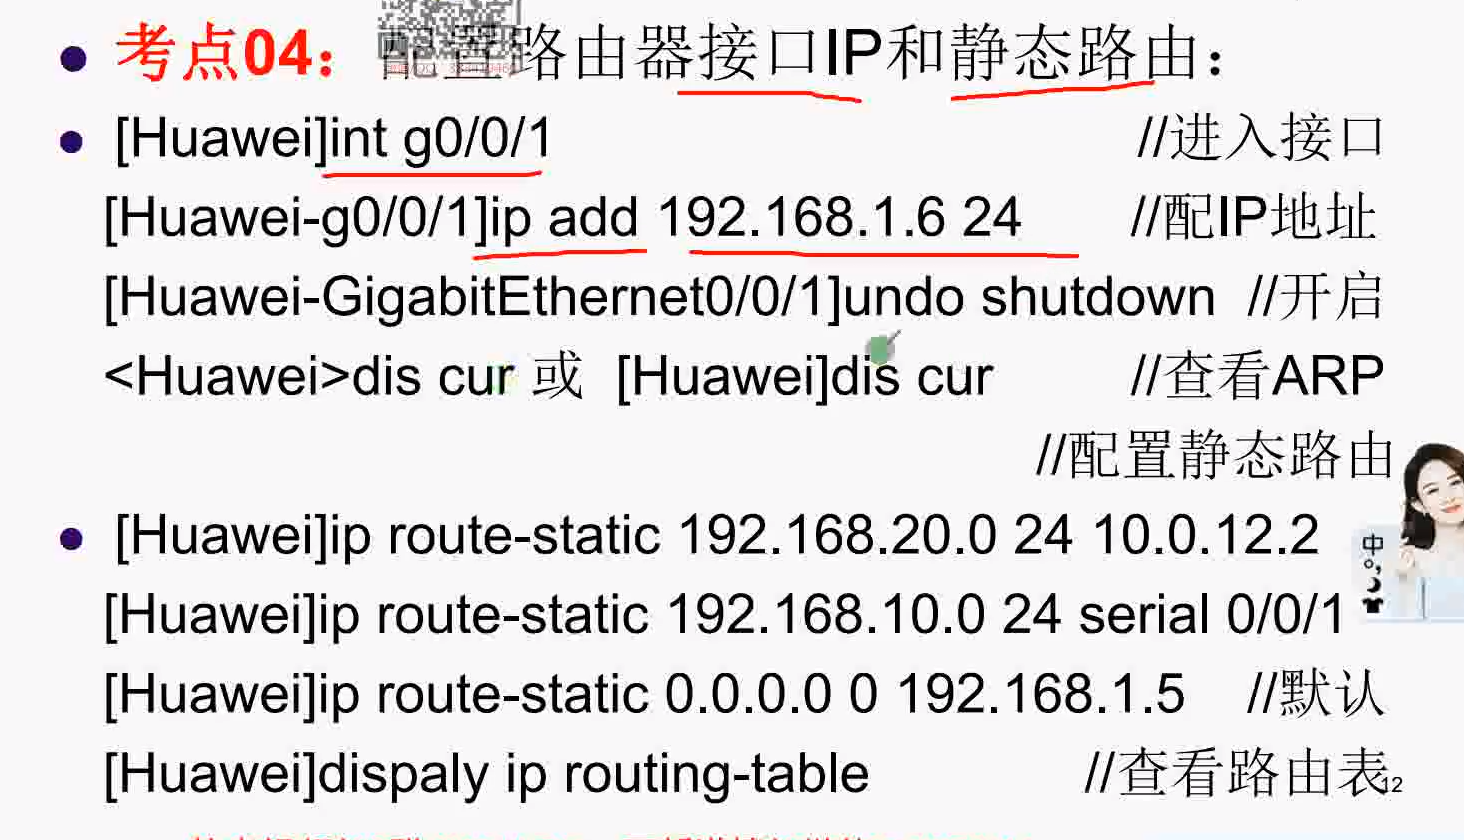 考点04：配置路由器接口IP和静态路由：
[Huawei]int g0/0/1 //进入接口
[Huawei-g0/0/1]ip add 192.168.1.6 24 //配IP地址
[Huawei-GigabitEthernet0/0/1]undo shutdown //开启
<Huawei>dis cur 或 [Huawei]dis cur //查看ARP
//配置静态路由
[Huawei]ip route-static 192.168.20.0 24 10.0.12.2
[Huawei]ip route-static 192.168.10.0 24 serial 0/0/1
[Huawei]ip route-static 0.0.0.0 0 192.168.1.5 //默认
[Huawei]dispaly ip routing-table //查看路由表
12
中